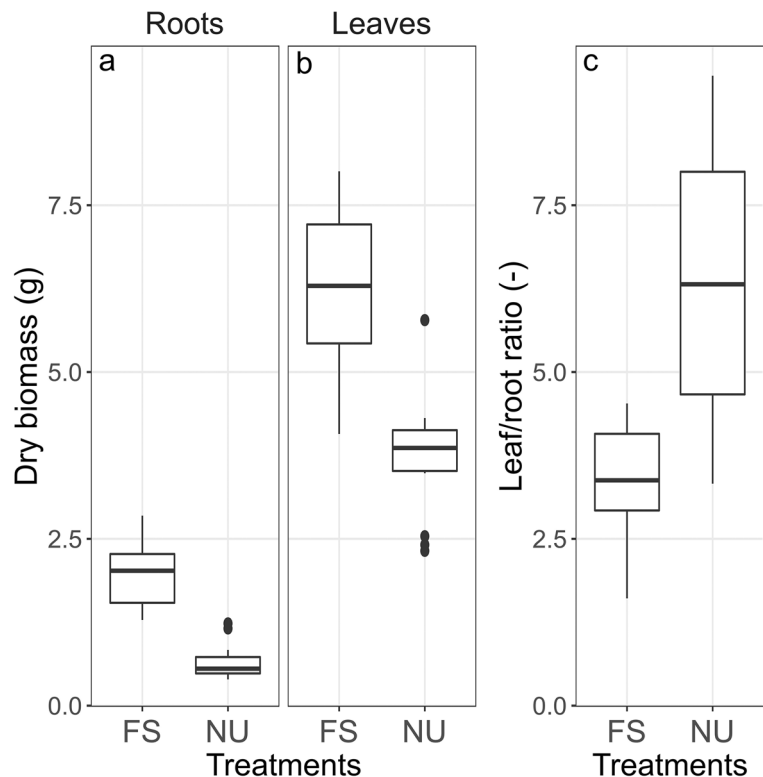 Roots Leaves
a b c
Dry biomass (g)
7.5
5.0
2.5
0.0
FS NU FS NU
Treatments
Leaf/root ratio (-)
7.5
5.0
2.5
0.0
FS NU
Treatments